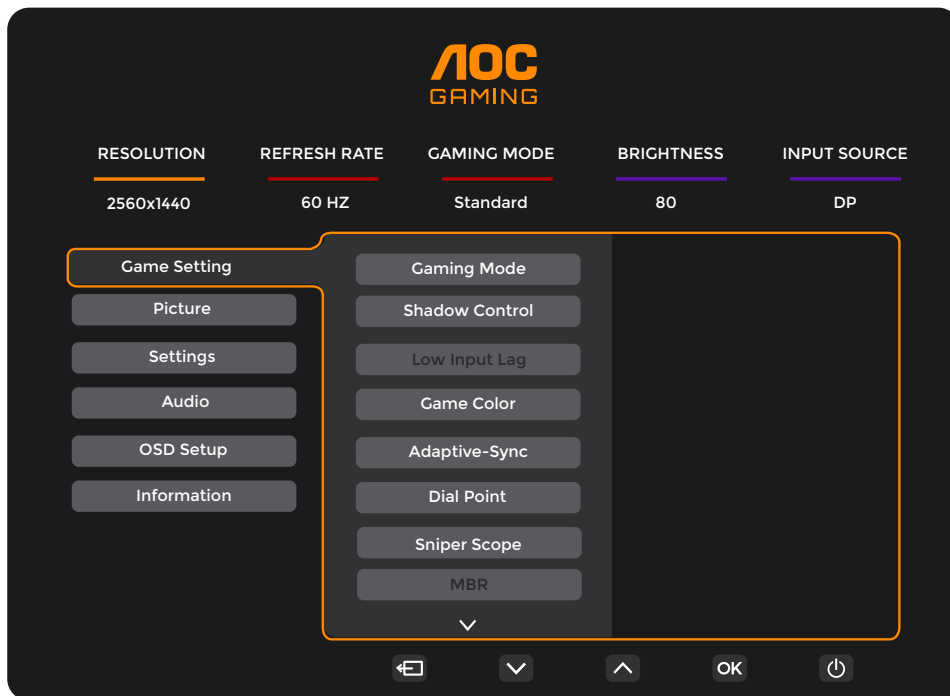 AOC
GAMING
RESOLUTION REFRESH RATE GAMING MODE BRIGHTNESS INPUT SOURCE
2560x1440 60 HZ Standard 80 DP
Game Setting
Picture
Settings
Audio
OSD Setup
Information
Gaming Mode
Shadow Control
Low Input Lag
Game Color
Adaptive-Sync
Dial Point
Sniper Scope
MBR
OK